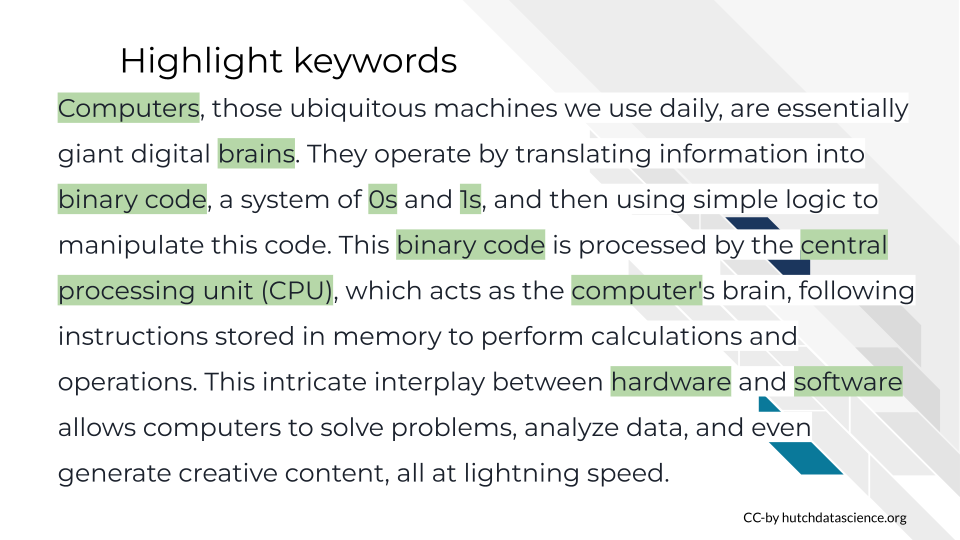 Highlight keywords
Computers, those ubiquitous machines we use daily, are essentially
giant digital brains. They operate by translating information into
binary code, a system of 0s and 1s, and then using simple logic to
manipulate this code. This binary code is processed by the central
processing unit (CPU), which acts as the computer's brain, following
instructions stored in memory to perform calculations and
operations. This intricate interplay between hardware and software
allows computers to solve problems, analyze data, and even
generate creative content, all at lightning speed.
CC-by hutchdatascience.org